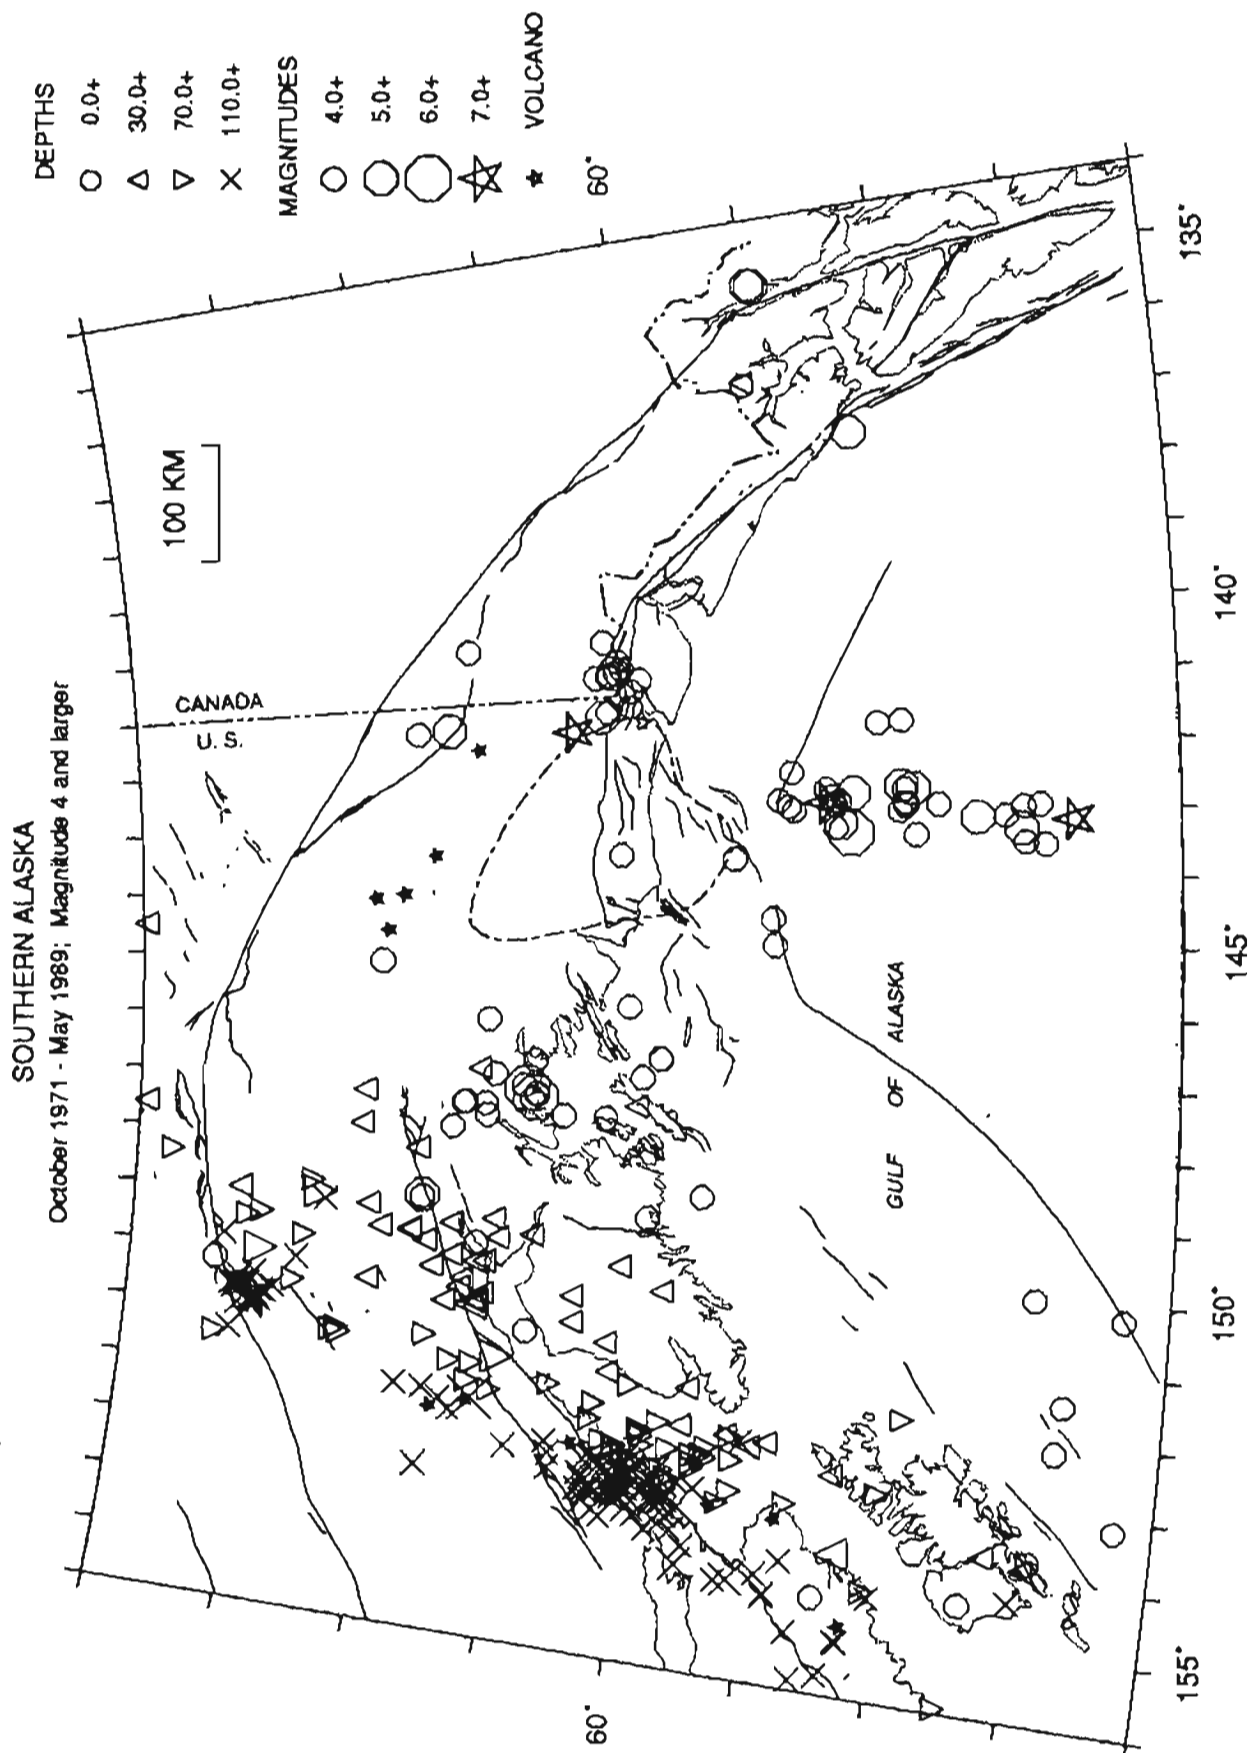 SOUTHERN ALASKA
October 1971 - May 1989; Magnitude 4 and larger
DEPTHS
0.0+
30.0+
70.0+
110.0+
MAGNITUDES
4.0+
5.0+
6.0+
7.0+
VOLCANO
100 KM
CANADA
U. S.
60°
60°
GULF OF ALASKA
155°
150°
145°
140°
135°